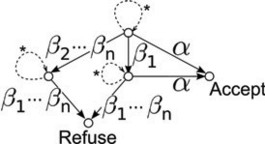 *
β₂⋯ βₙ β₁ α
* * α
Accept
β₁⋯ βₙ β₁⋯ βₙ
Refuse